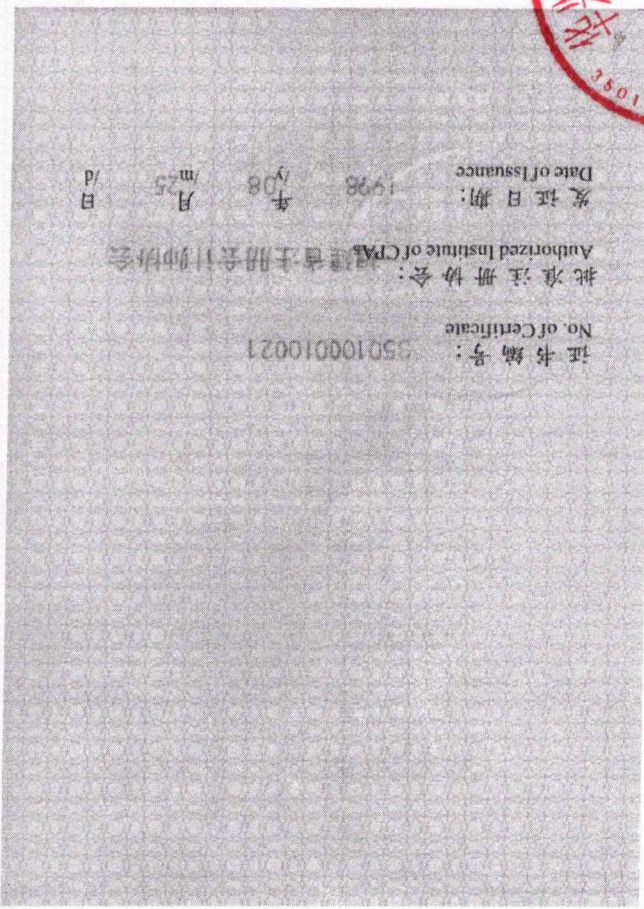 证书编号： 350100010021
No. of Certificate
批准注册协会： 福建省注册会计师协会
Authorized Institute of CPAs
发证日期： 1998 年 08 月 25 日
Date of Issuance /y /m /d
3501